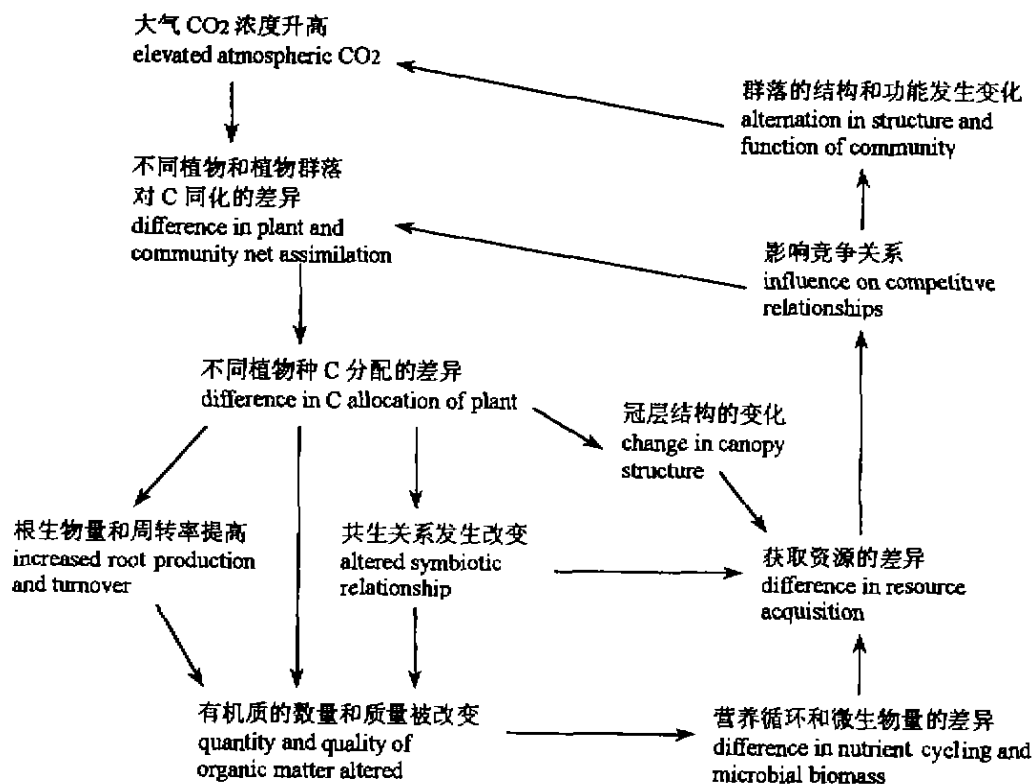 大气 CO2 浓度升高
elevated atmospheric CO2
群落的结构和功能发生变化
alternation in structure and
function of community
不同植物和植物群落
对 C 同化的差异
difference in plant and
community net assimilation
影响竞争关系
influence on competitive
relationships
不同植物种 C 分配的差异
difference in C allocation of plant
冠层结构的变化
change in canopy
structure
根生物量和周转率提高
increased root production
and turnover
共生关系发生改变
altered symbiotic
relationship
获取资源的差异
difference in resource
acquisition
有机质的数量和质量被改变
quantity and quality of
organic matter altered
营养循环和微生物量的差异
difference in nutrient cycling and
microbial biomass